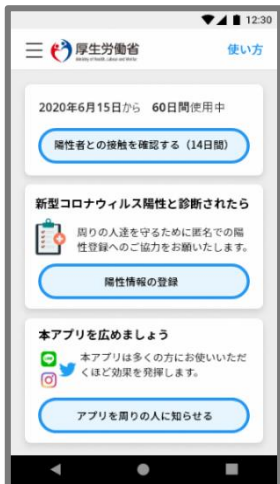 12:30
厚生労働省
Ministry of Health, Labour and Welfare
使い方
2020年6月15日から 60日間使用中
陽性者との接触を確認する（14日間）
新型コロナウィルス陽性と診断されたら
周りの人達を守るために匿名での陽
性登録へのご協力をお願いいたします。
陽性情報の登録
本アプリを広めましょう
本アプリは多くの方にお使いいただ
くほど効果を発揮します。
アプリを周りの人に知らせる